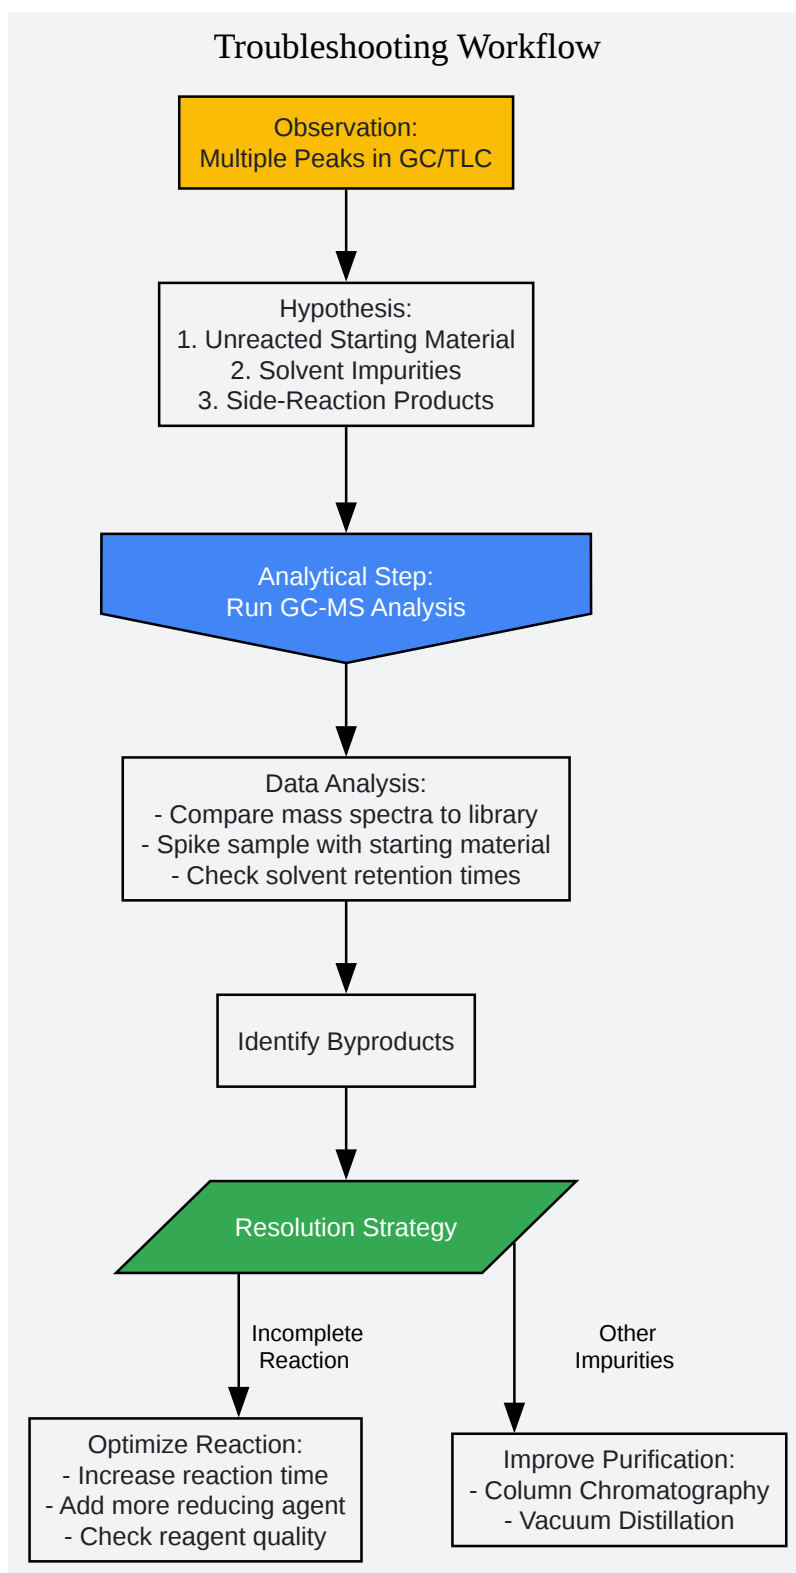 Troubleshooting Workflow
Observation:
Multiple Peaks in GC/TLC
Hypothesis:
1. Unreacted Starting Material
2. Solvent Impurities
3. Side-Reaction Products
Analytical Step:
Run GC-MS Analysis
Data Analysis:
- Compare mass spectra to library
- Spike sample with starting material
- Check solvent retention times
Identify Byproducts
Resolution Strategy
Incomplete
Reaction
Other
Impurities
Optimize Reaction:
- Increase reaction time
- Add more reducing agent
- Check reagent quality
Improve Purification:
- Column Chromatography
- Vacuum Distillation